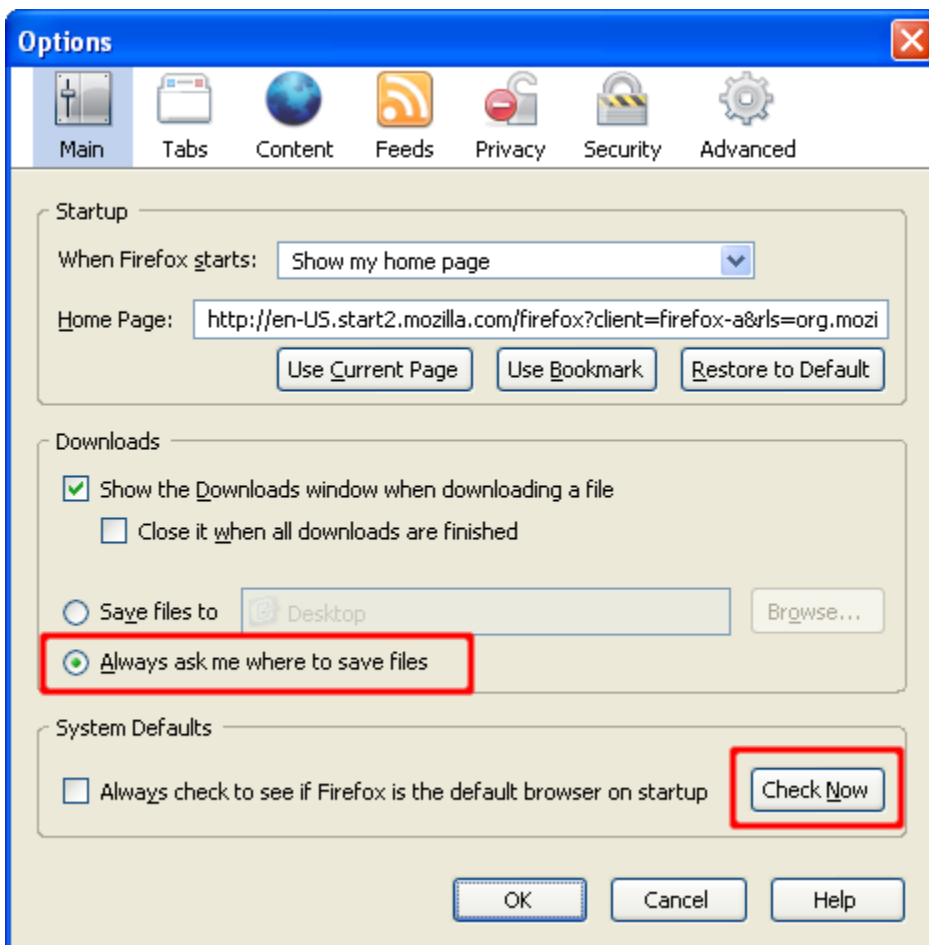 Options
Main Tabs Content Feeds Privacy Security Advanced
Startup
When Firefox starts: Show my home page
Home Page: http://en-US.start2.mozilla.com/firefox?client=firefox-a&rls=org.mozi
Use Current Page Use Bookmark Restore to Default
Downloads
Show the Downloads window when downloading a file
Close it when all downloads are finished
Save files to Desktop Browse...
Always ask me where to save files
System Defaults
Always check to see if Firefox is the default browser on startup Check Now
OK Cancel Help